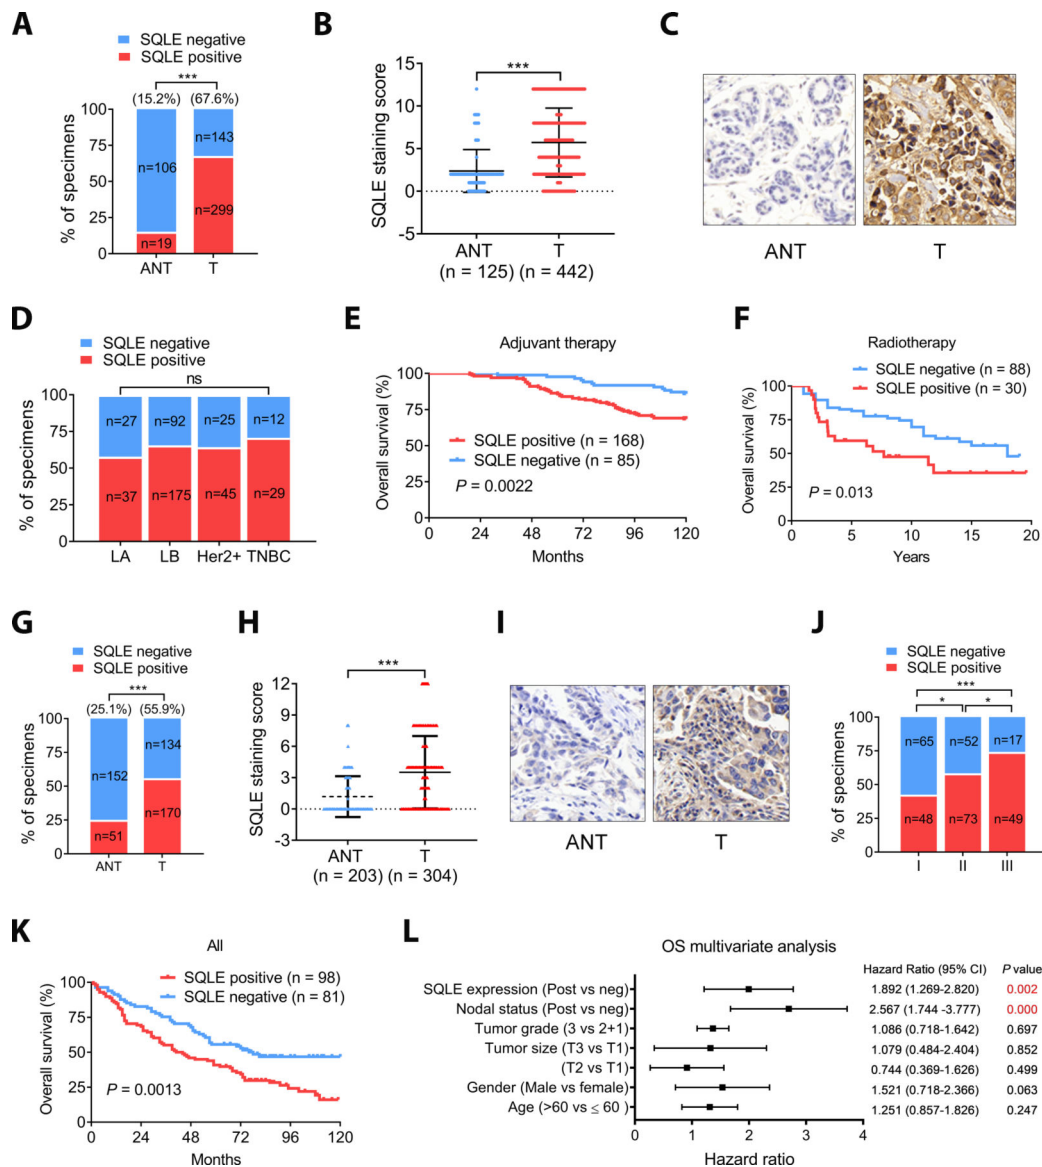 A
SQLE negative
SQLE positive
***
(15.2%) (67.6%)
% of specimens
100
75
50
25
0
n=143
n=106
n=299
n=19
ANT T
B
SQLE staining score
***
15
10
5
0
-5
ANT T
(n = 125) (n = 442)
C
ANT T
D
SQLE negative
SQLE positive
ns
% of specimens
100
75
50
25
0
n=27 n=92 n=25 n=12
n=37 n=175 n=45 n=29
LA LB Her2+ TNBC
E
Adjuvant therapy
Overall survival (%)
100
75
50
25
0
SQLE positive (n = 168)
SQLE negative (n = 85)
P = 0.0022
0 24 48 72 96 120
Months
F
Radiotherapy
SQLE negative (n = 88)
SQLE positive (n = 30)
Overall survival (%)
100
75
50
25
0
P = 0.013
0 5 10 15 20
Years
G
SQLE negative
SQLE positive
***
(25.1%) (55.9%)
% of specimens
100
75
50
25
0
n=134
n=152
n=170
n=51
ANT T
H
SQLE staining score
***
12
9
6
3
0
-3
ANT T
(n = 203) (n = 304)
I
ANT T
J
SQLE negative
SQLE positive
***
* *
% of specimens
100
75
50
25
0
n=65 n=52 n=17
n=48 n=73 n=49
I II III
K
All
SQLE positive (n = 98)
SQLE negative (n = 81)
Overall survival (%)
100
75
50
25
0
P = 0.0013
0 24 48 72 96 120
Months
L
OS multivariate analysis
Hazard Ratio (95% CI) P value
SQLE expression (Post vs neg) 1.892 (1.269-2.820) 0.002
Nodal status (Post vs neg) 2.567 (1.744 -3.777) 0.000
Tumor grade (3 vs 2+1) 1.086 (0.718-1.642) 0.697
Tumor size (T3 vs T1) 1.079 (0.484-2.404) 0.852
(T2 vs T1) 0.744 (0.369-1.626) 0.499
Gender (Male vs female) 1.521 (0.718-2.366) 0.063
Age (>60 vs ≤ 60 ) 1.251 (0.857-1.826) 0.247
0 1 2 3 4
Hazard ratio